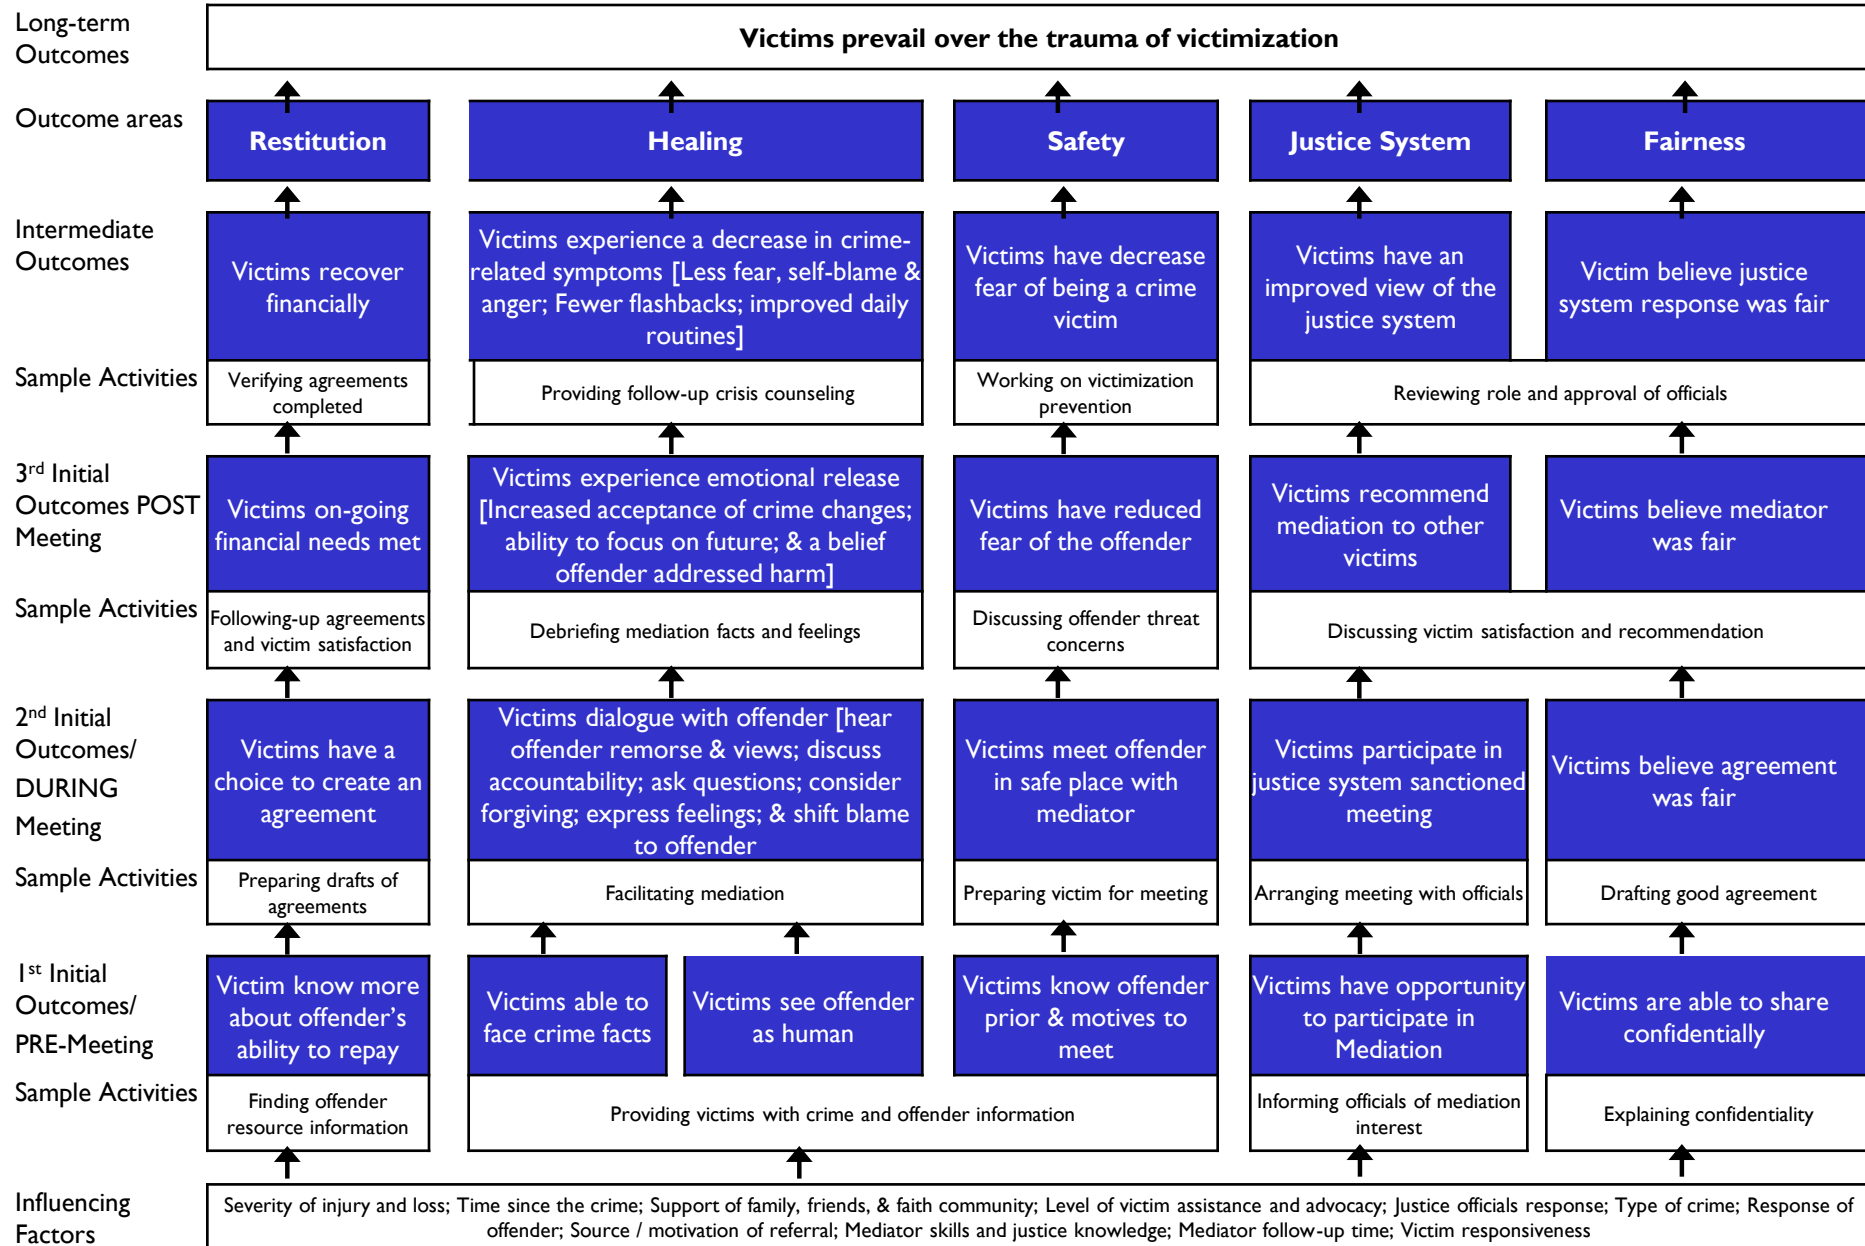 Long-term
Outcomes
Victims prevail over the trauma of victimization
Outcome areas
Restitution
Healing
Safety
Justice System
Fairness
Intermediate
Outcomes
Victims recover
financially
Victims experience a decrease in crime-
related symptoms [Less fear, self-blame &
anger; Fewer flashbacks; improved daily
routines]
Victims have decrease
fear of being a crime
victim
Victims have an
improved view of the
justice system
Victim believe justice
system response was fair
Sample Activities
Verifying agreements
completed
Providing follow-up crisis counseling
Working on victimization
prevention
Reviewing role and approval of officials
3rd Initial
Outcomes POST
Meeting
Victims on-going
financial needs met
Victims experience emotional release
[Increased acceptance of crime changes;
ability to focus on future; & a belief
offender addressed harm]
Victims have reduced
fear of the offender
Victims recommend
mediation to other
victims
Victims believe mediator
was fair
Sample Activities
Following-up agreements
and victim satisfaction
Debriefing mediation facts and feelings
Discussing offender threat
concerns
Discussing victim satisfaction and recommendation
2nd Initial
Outcomes/
DURING
Meeting
Victims have a
choice to create an
agreement
Victims dialogue with offender [hear
offender remorse & views; discuss
accountability; ask questions; consider
forgiving; express feelings; & shift blame
to offender
Victims meet offender
in safe place with
mediator
Victims participate in
justice system sanctioned
meeting
Victims believe agreement
was fair
Sample Activities
Preparing drafts of
agreements
Facilitating mediation
Preparing victim for meeting
Arranging meeting with officials
Drafting good agreement
1st Initial
Outcomes/
PRE-Meeting
Victim know more
about offender's
ability to repay
Victims able to
face crime facts
Victims see offender
as human
Victims know offender
prior & motives to
meet
Victims have opportunity
to participate in
Mediation
Victims are able to share
confidentially
Sample Activities
Finding offender
resource information
Providing victims with crime and offender information
Informing officials of mediation
interest
Explaining confidentiality
Influencing
Factors
Severity of injury and loss; Time since the crime; Support of family, friends, & faith community; Level of victim assistance and advocacy; Justice officials response; Type of crime; Response of
offender; Source / motivation of referral; Mediator skills and justice knowledge; Mediator follow-up time; Victim responsiveness